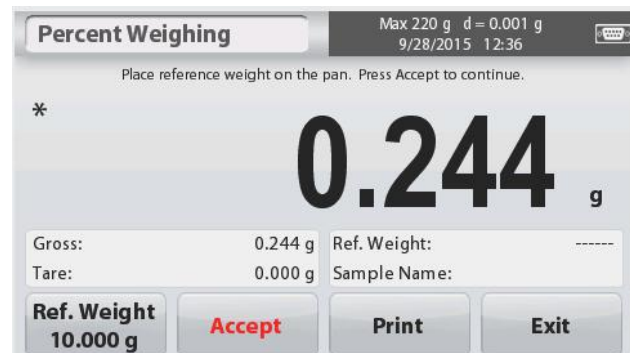 Percent Weighing
Max 220 g d = 0.001 g
9/28/2015 12:36
Place reference weight on the pan. Press Accept to continue.
*
0.244 g
Gross: 0.244 g Ref. Weight: ------
Tare: 0.000 g Sample Name:
Ref. Weight
10.000 g
Accept
Print
Exit